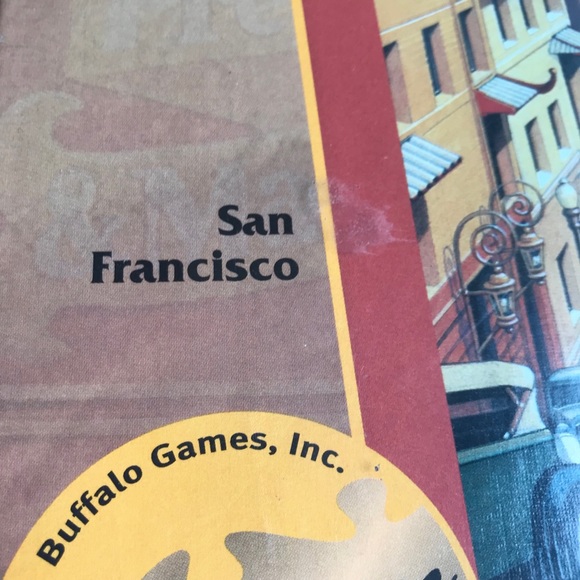 San
Francisco
Buffalo Games, Inc.